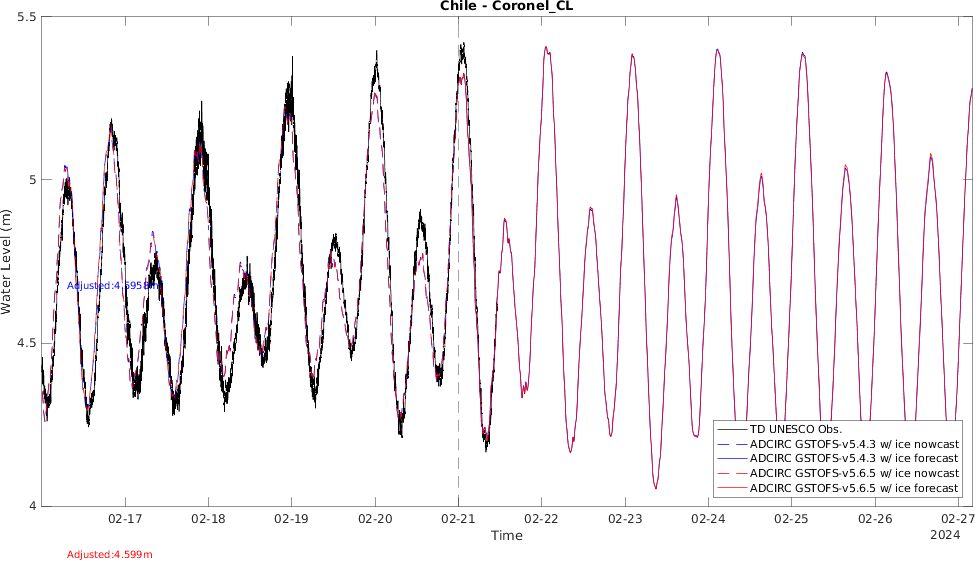 Chile - Coronel_CL
5.5
5
4.5
4
Water Level (m)
Adjusted:4.5958m
TD UNESCO Obs.
ADCIRC GSTOFS-v5.4.3 w/ ice nowcast
ADCIRC GSTOFS-v5.4.3 w/ ice forecast
ADCIRC GSTOFS-v5.6.5 w/ ice nowcast
ADCIRC GSTOFS-v5.6.5 w/ ice forecast
02-17 02-18 02-19 02-20 02-21 02-22 02-23 02-24 02-25 02-26 02-27
Time
2024
Adjusted:4.599m